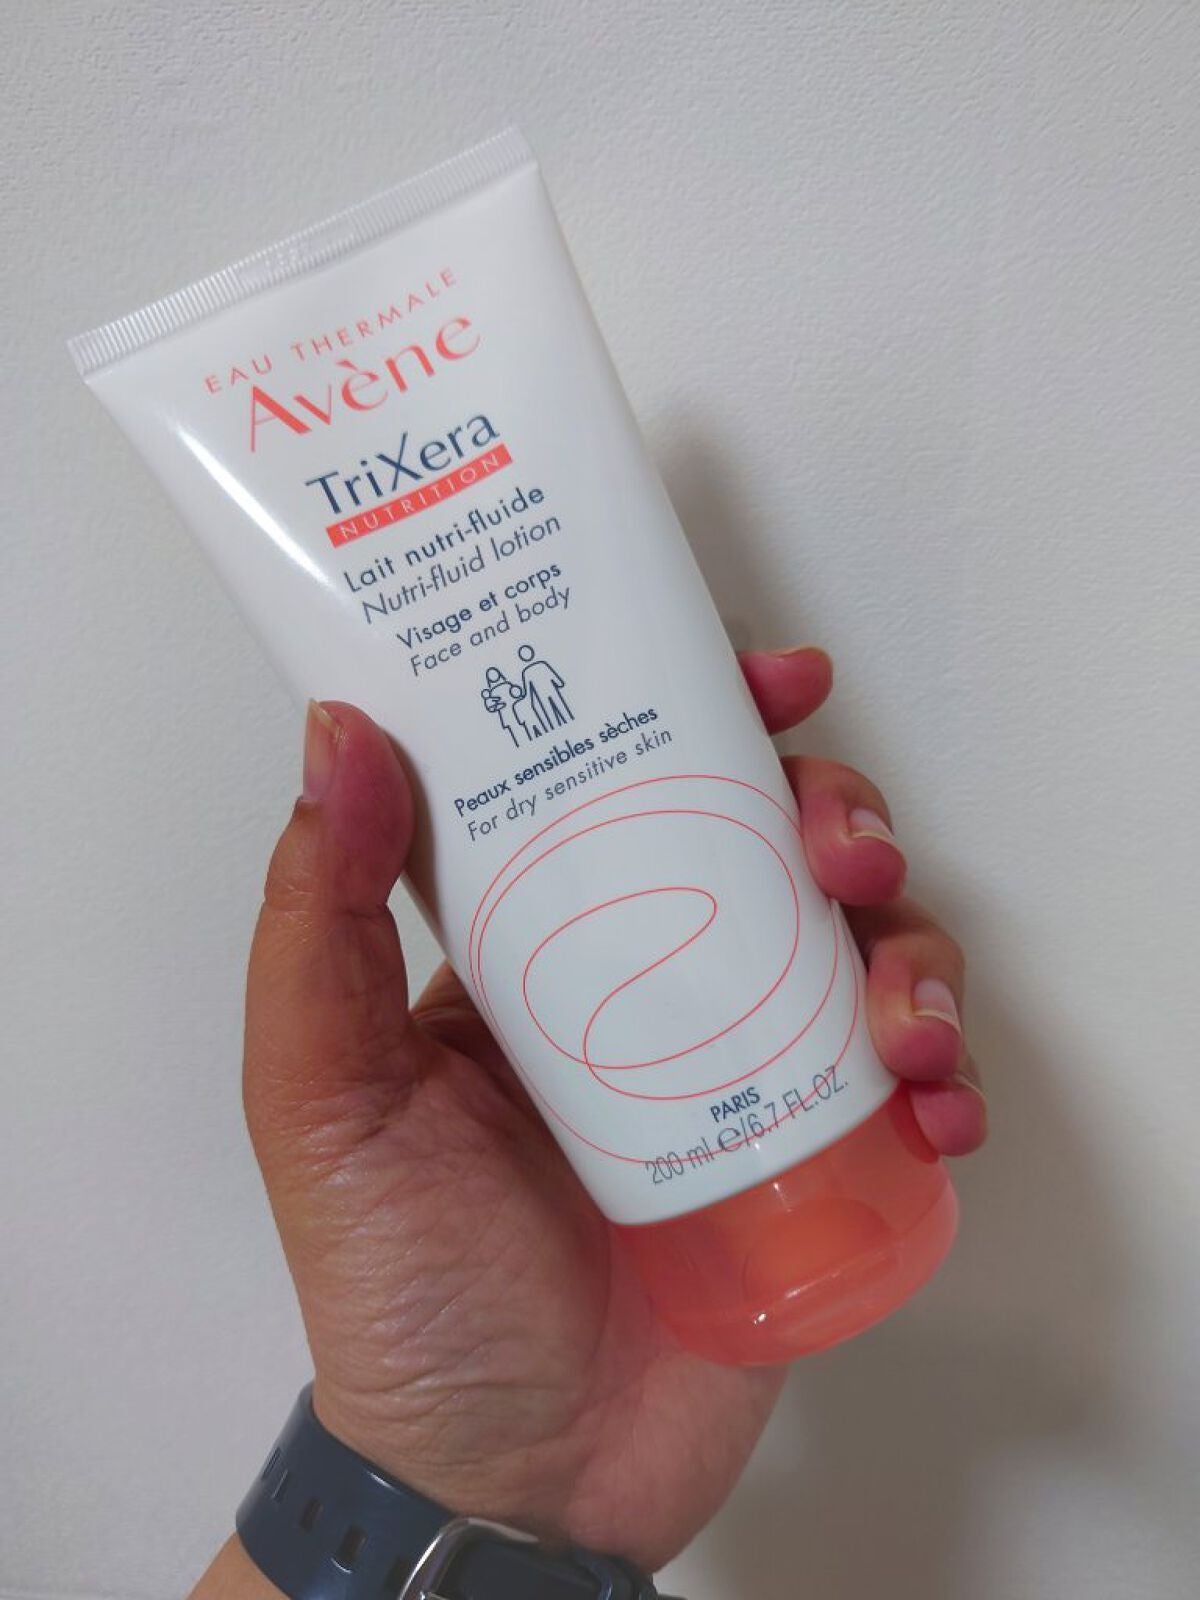 EAU THERMALE
Avène
TriXera
NUTRITION
Lait nutri-fluide
Nutri-fluid lotion
Visage et corps
Face and body
Peaux sensibles sèches
For dry sensitive skin
PARIS
200 ml e/6.7 FL.OZ.